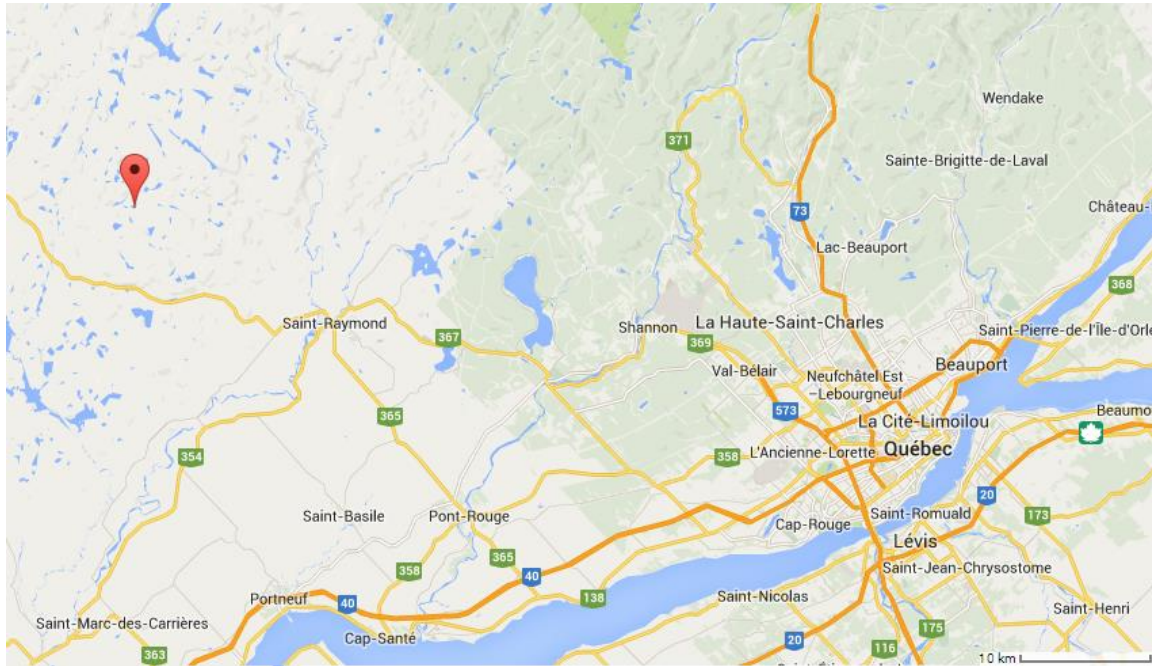 Wendake
371
Sainte-Brigitte-de-Laval
Château-
73
Lac-Beauport
368
Saint-Raymond
Shannon
La Haute-Saint-Charles
Saint-Pierre-de-l'Île-d'Orle
367
369
Beauport
Val-Bélair
Neufchâtel Est
-Lebourgneuf
573
365
La Cité-Limoilou
Beaumo
Québec
354
358
L'Ancienne-Lorette
20
Saint-Basile
Pont-Rouge
Cap-Rouge
Saint-Romuald
173
Lévis
365
358
40
Saint-Jean-Chrysostome
Portneuf
40
138
Saint-Nicolas
Saint-Henri
Saint-Marc-des-Carrières
Cap-Santé
175
20
116
363
10 km